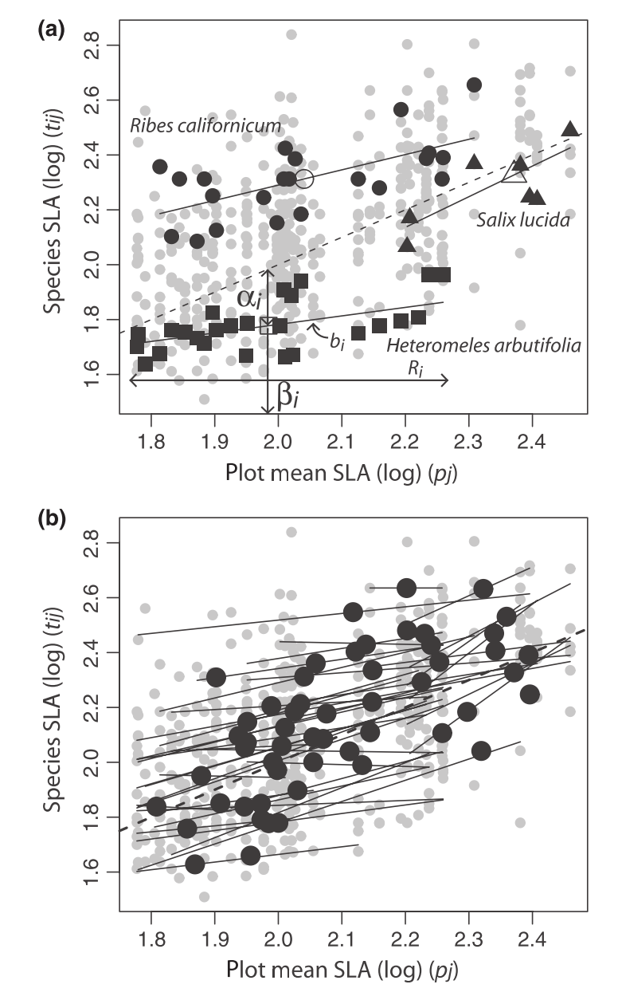 (a)
2.8
2.6
2.4
2.2
2.0
1.8
1.6
Species SLA (log) (tij)
Ribes californicum
Salix lucida
αi
bi
Heteromeles arbutifolia
Ri
βi
1.8 1.9 2.0 2.1 2.2 2.3 2.4
Plot mean SLA (log) (pj)
(b)
2.8
2.6
2.4
2.2
2.0
1.8
1.6
Species SLA (log) (tij)
1.8 1.9 2.0 2.1 2.2 2.3 2.4
Plot mean SLA (log) (pj)